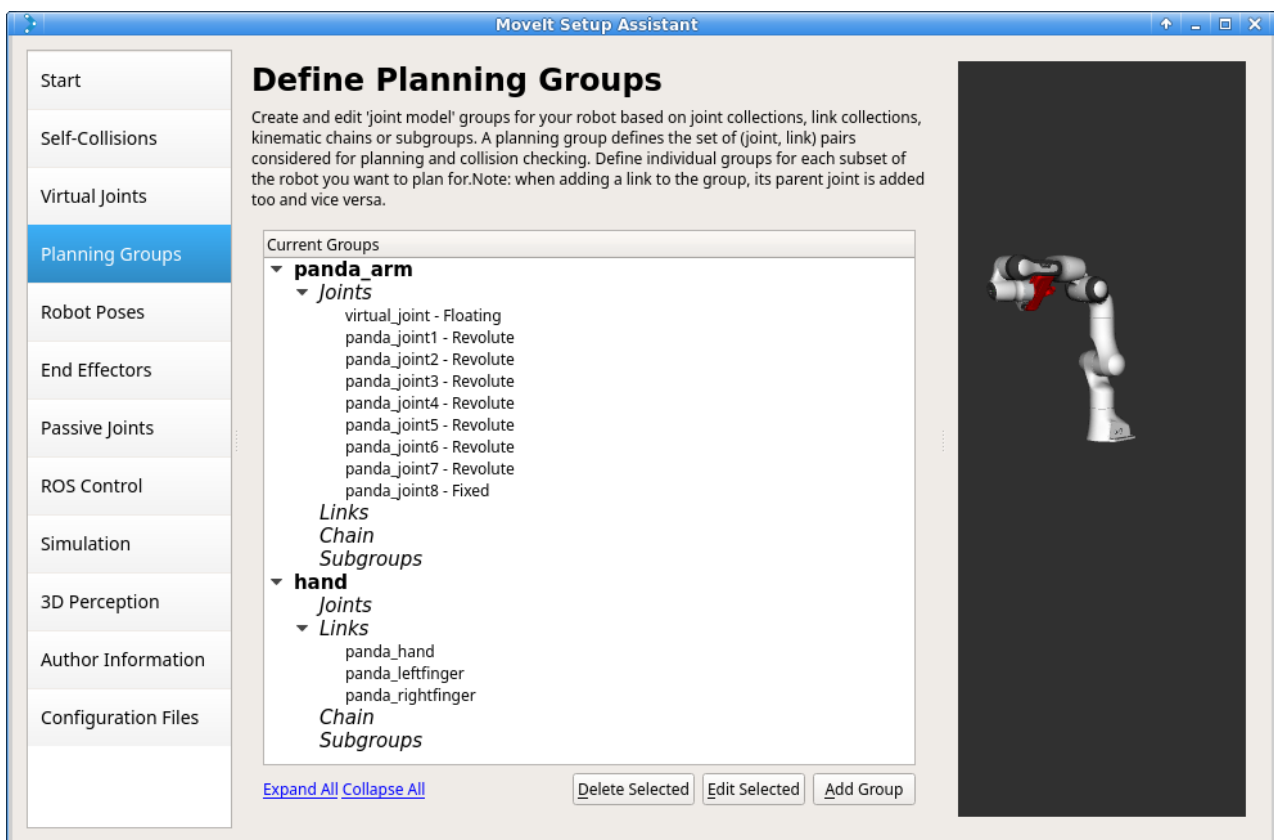 MoveIt Setup Assistant
Start
Self-Collisions
Virtual Joints
Planning Groups
Robot Poses
End Effectors
Passive Joints
ROS Control
Simulation
3D Perception
Author Information
Configuration Files
Define Planning Groups
Create and edit 'joint model' groups for your robot based on joint collections, link collections,
kinematic chains or subgroups. A planning group defines the set of (joint, link) pairs
considered for planning and collision checking. Define individual groups for each subset of
the robot you want to plan for.Note: when adding a link to the group, its parent joint is added
too and vice versa.
Current Groups
panda_arm
Joints
virtual_joint - Floating
panda_joint1 - Revolute
panda_joint2 - Revolute
panda_joint3 - Revolute
panda_joint4 - Revolute
panda_joint5 - Revolute
panda_joint6 - Revolute
panda_joint7 - Revolute
panda_joint8 - Fixed
Links
Chain
Subgroups
hand
Joints
Links
panda_hand
panda_leftfinger
panda_rightfinger
Chain
Subgroups
Expand All Collapse All
Delete Selected
Edit Selected
Add Group